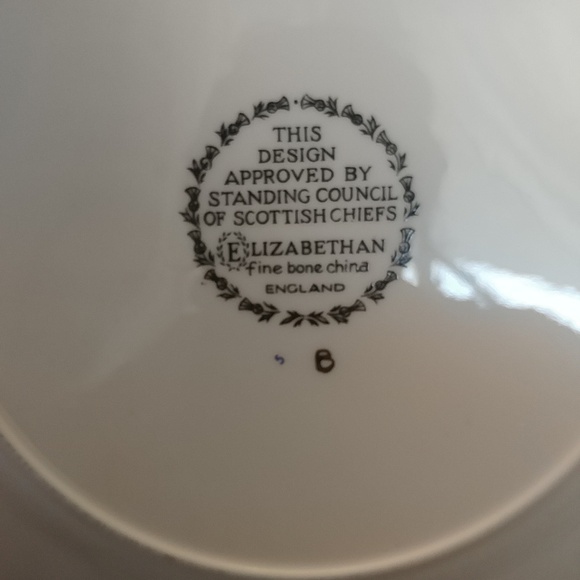 THIS
DESIGN
APPROVED BY
STANDING COUNCIL
OF SCOTTISH CHIEFS
ELIZABETHAN
fine bone china
ENGLAND
B